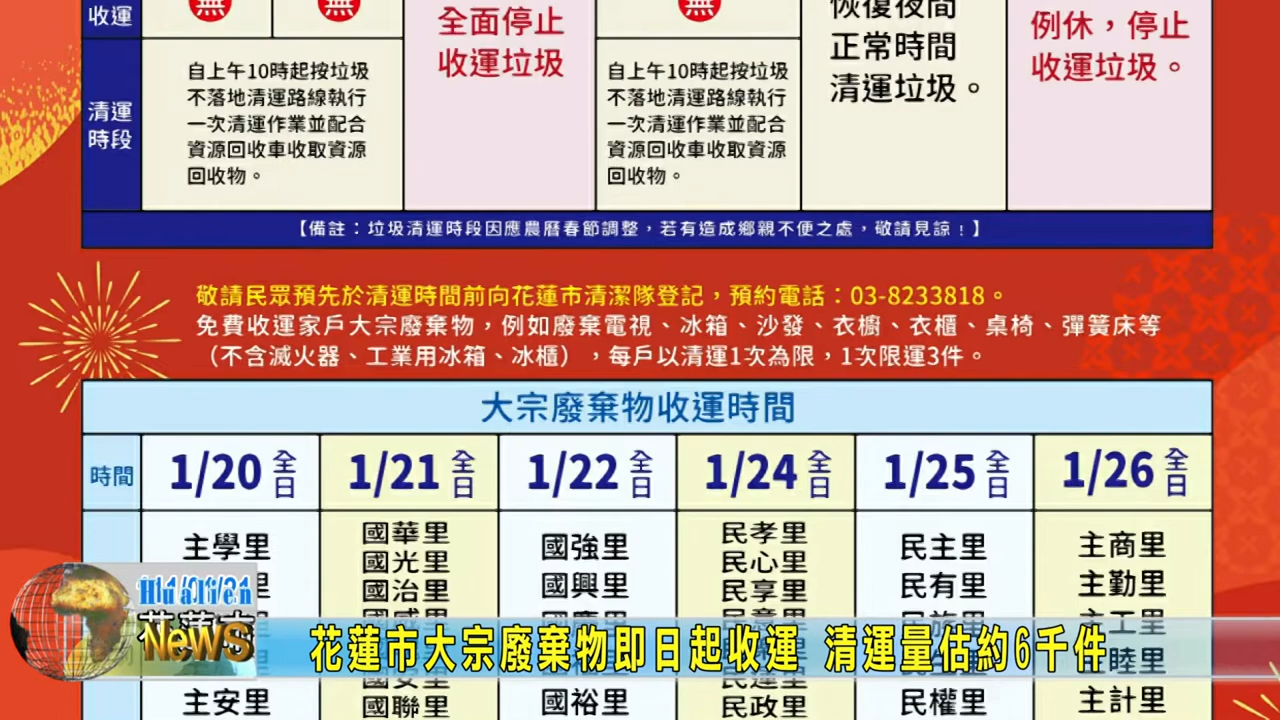 收運
無
無
全面停止
收運垃圾
無
恢復夜間
正常時間
清運垃圾。
例休，停止
收運垃圾。
清運
時段
自上午10時起按垃圾
不落地清運路線執行
一次清運作業並配合
資源回收車收取資源
回收物。
自上午10時起按垃圾
不落地清運路線執行
一次清運作業並配合
資源回收車收取資源
回收物。
【備註：垃圾清運時段因應農曆春節調整，若有造成鄉親不便之處，敬請見諒！】
敬請民眾預先於清運時間前向花蓮市清潔隊登記，預約電話：03-8233818。
免費收運家戶大宗廢棄物，例如廢棄電視、冰箱、沙發、衣櫥、衣櫃、桌椅、彈簧床等
（不含滅火器、工業用冰箱、冰櫃），每戶以清運1次為限，1次限運3件。
大宗廢棄物收運時間
時間
1/20全日
1/21全日
1/22全日
1/24全日
1/25全日
1/26全日
主學里
國華里
國光里
國治里
國強里
國興里
民孝里
民心里
民享里
民主里
民有里
主商里
主勤里
主工里
主安里
國聯里
國裕里
民政里
民權里
主計里
Hualien
News
花蓮市大宗廢棄物即日起收運 清運量估約6千件